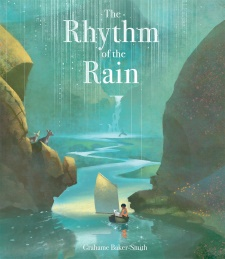 The
Rhythm
of the
Rain
Grahame Baker-Smith